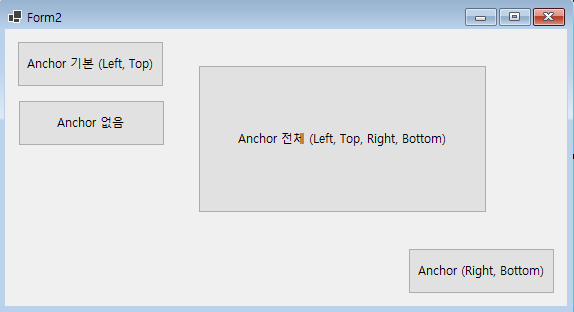 Form2
Anchor 기본 (Left, Top)
Anchor 없음
Anchor 전체 (Left, Top, Right, Bottom)
Anchor (Right, Bottom)